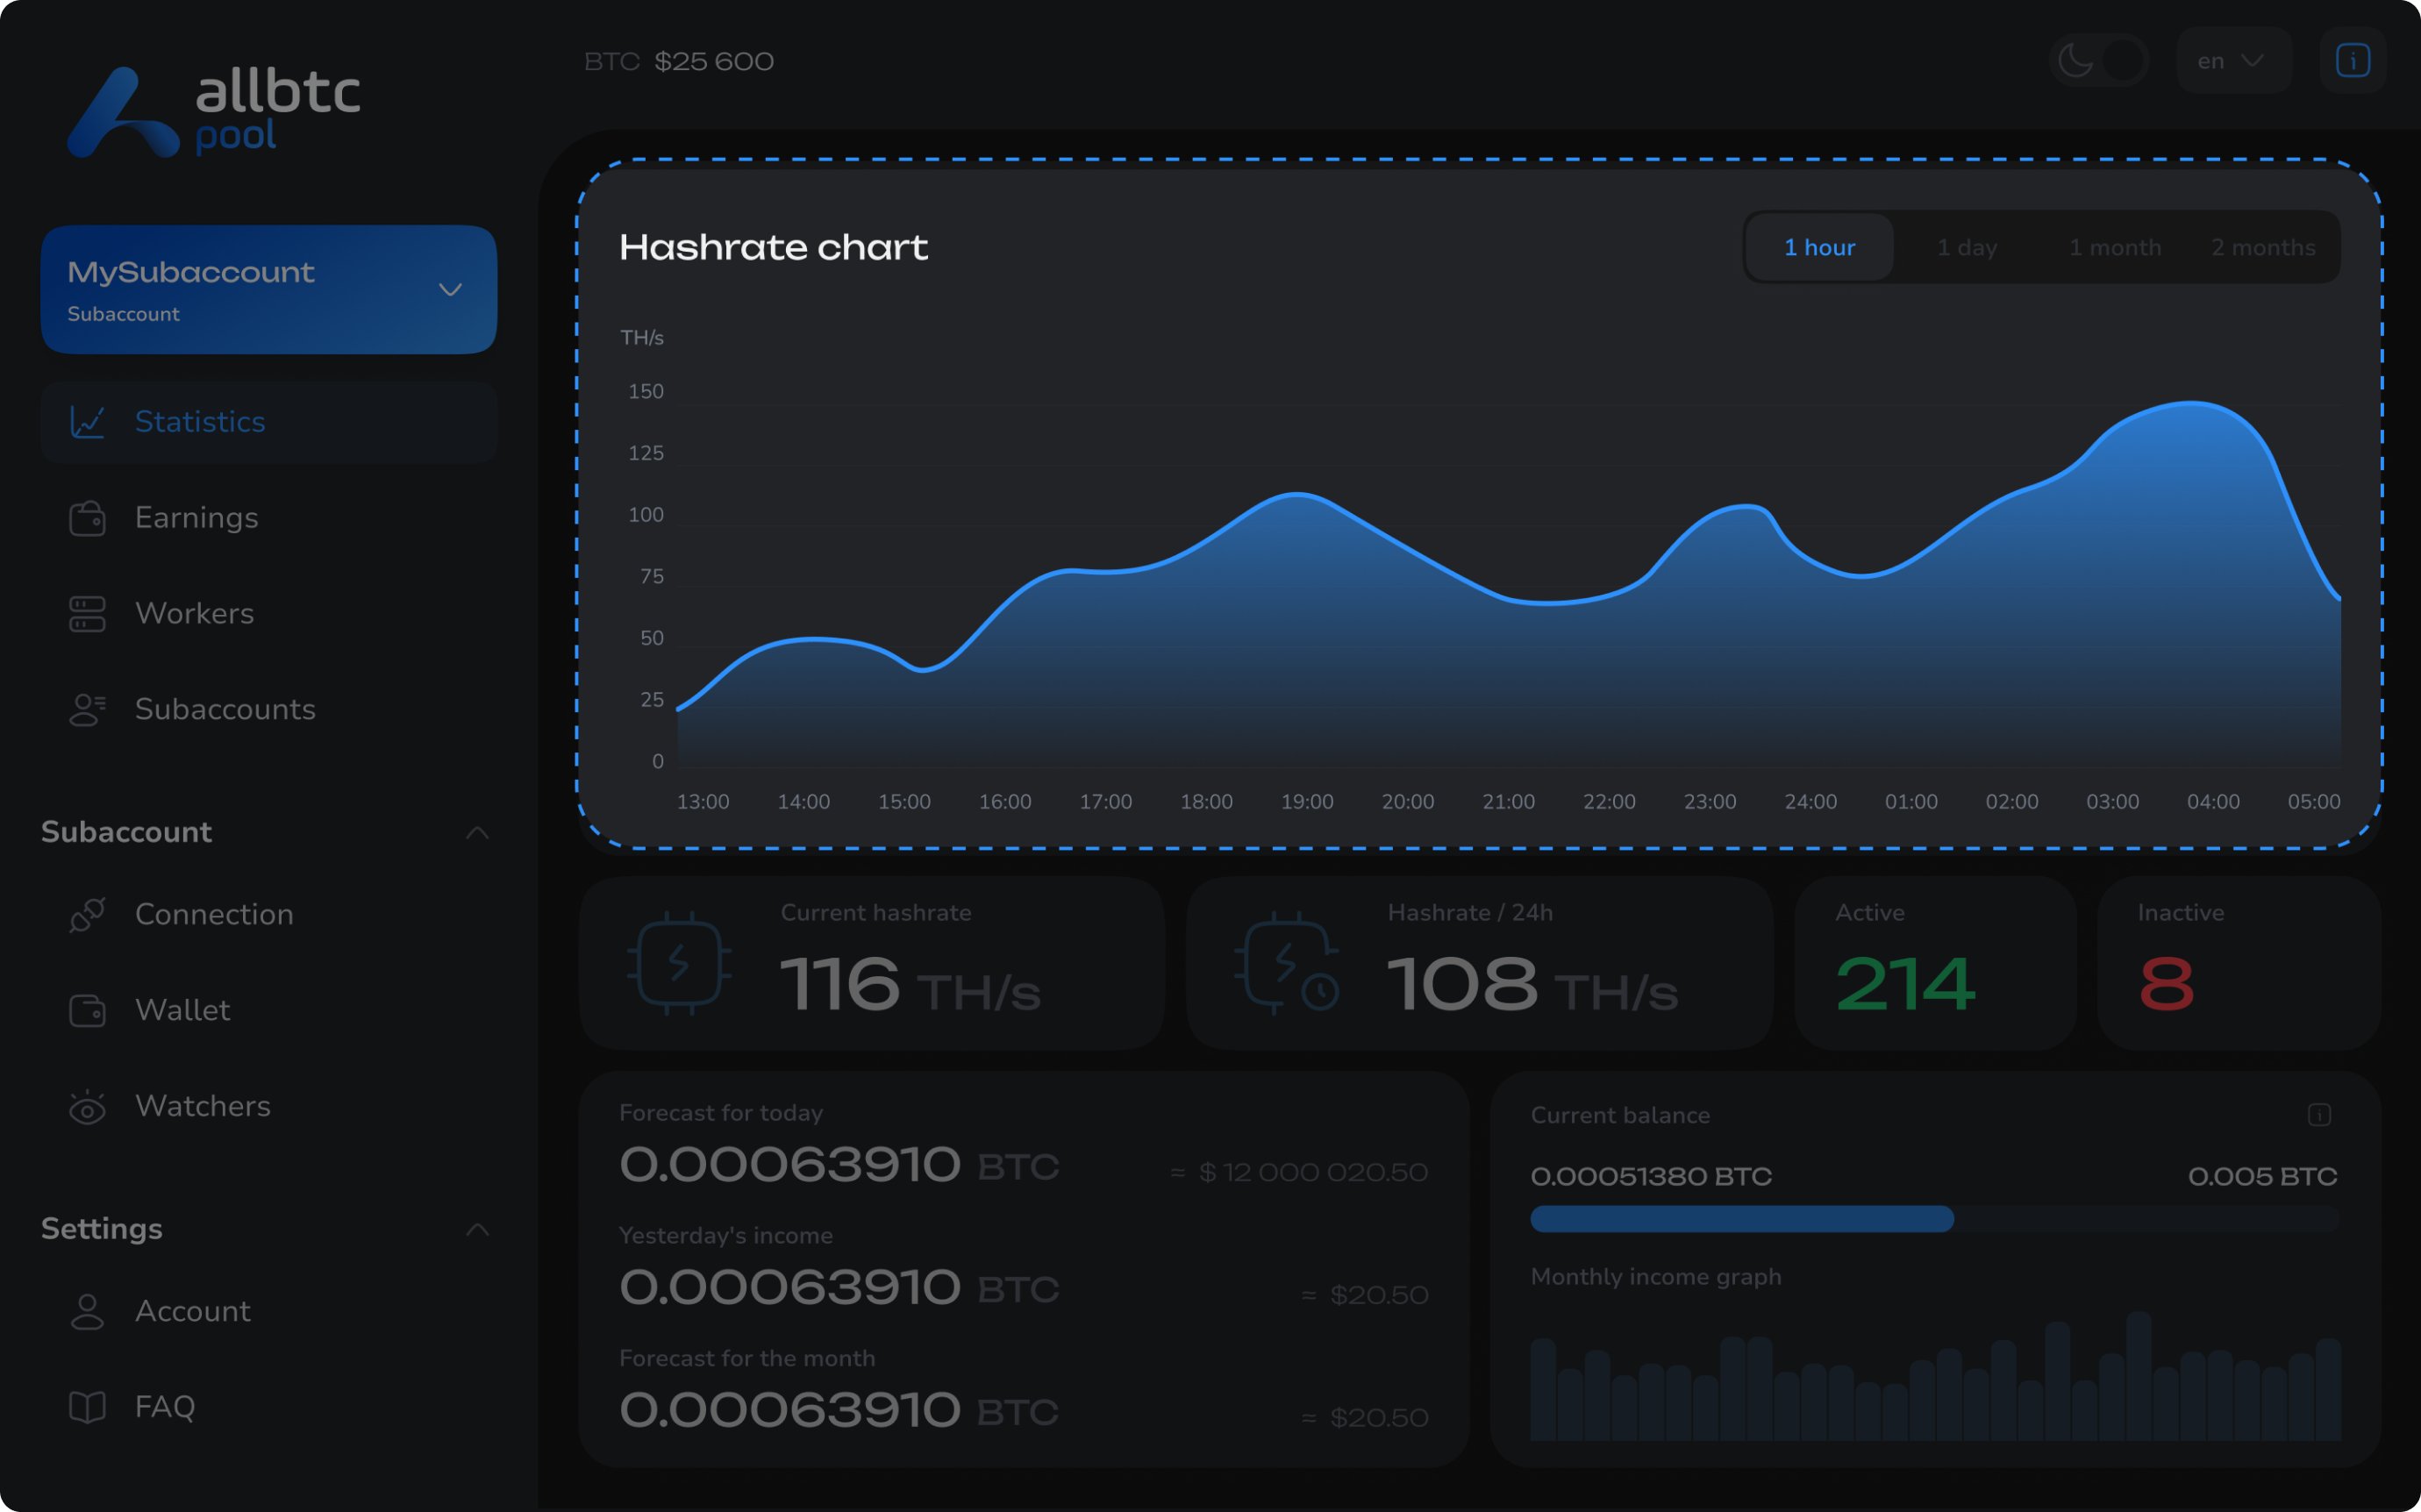 allbtc
pool
BTC $25 600
en
MySubaccount
Subaccount
Statistics
Earnings
Workers
Subaccounts
Subaccount
Connection
Wallet
Watchers
Settings
Account
FAQ
Hashrate chart
1 hour 1 day 1 month 2 months
TH/s
150
125
100
75
50
25
0
13:00 14:00 15:00 16:00 17:00 18:00 19:00 20:00 21:00 22:00 23:00 24:00 01:00 02:00 03:00 04:00 05:00
Current hashrate
116 TH/s
Hashrate / 24h
108 TH/s
Active
214
Inactive
8
Forecast for today
0.00063910 BTC ≈ $ 12 000 020.50
Yesterday's income
0.00063910 BTC ≈ $20.50
Forecast for the month
0.00063910 BTC ≈ $20.50
Current balance
0.00051380 BTC 0.005 BTC
Monthly income graph